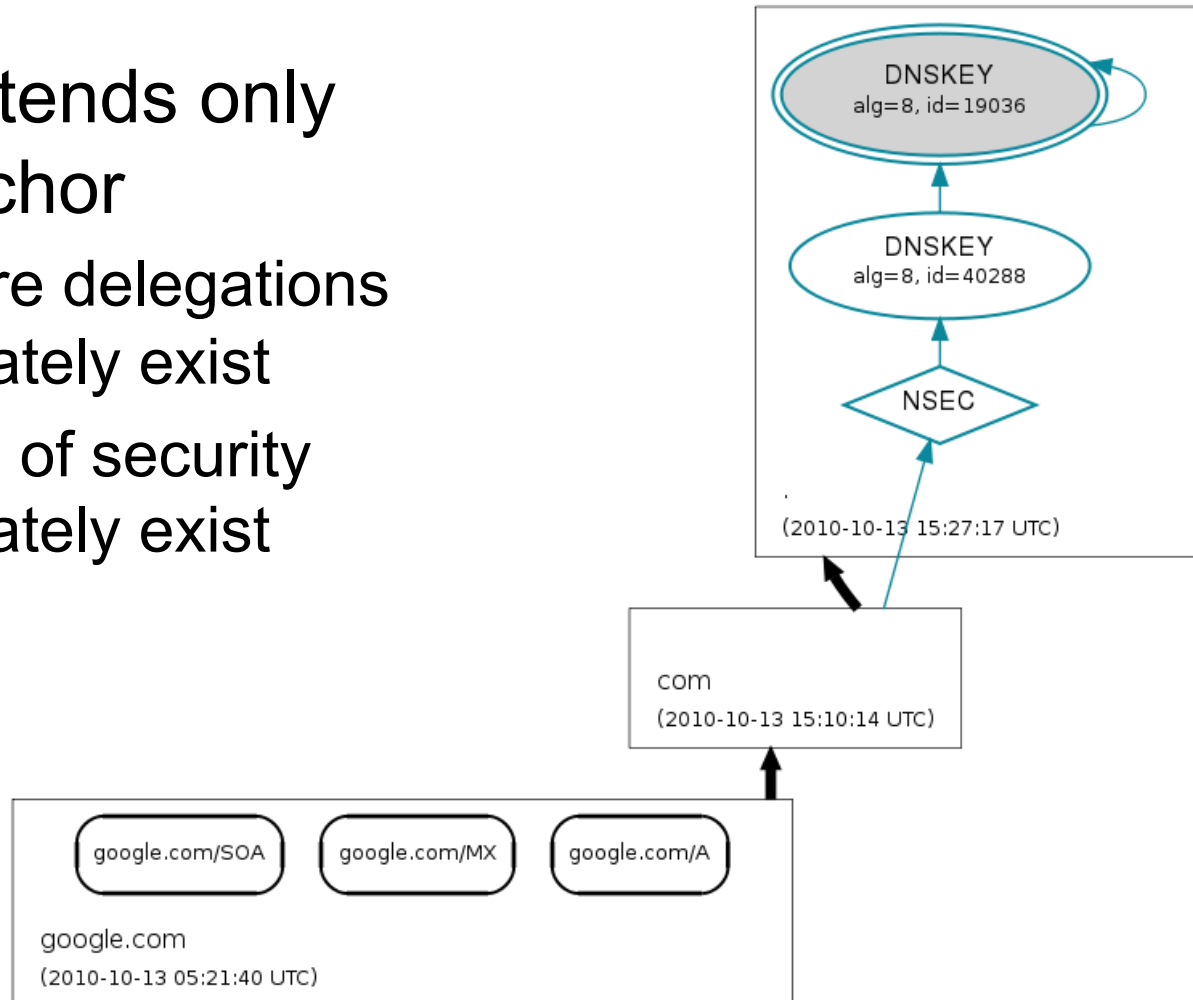 tends only
chor
re delegations
ately exist
of security
ately exist
DNSKEY
alg=8, id=19036
DNSKEY
alg=8, id=40288
NSEC
.
(2010-10-13 15:27:17 UTC)
com
(2010-10-13 15:10:14 UTC)
google.com/SOA
google.com/MX
google.com/A
google.com
(2010-10-13 05:21:40 UTC)